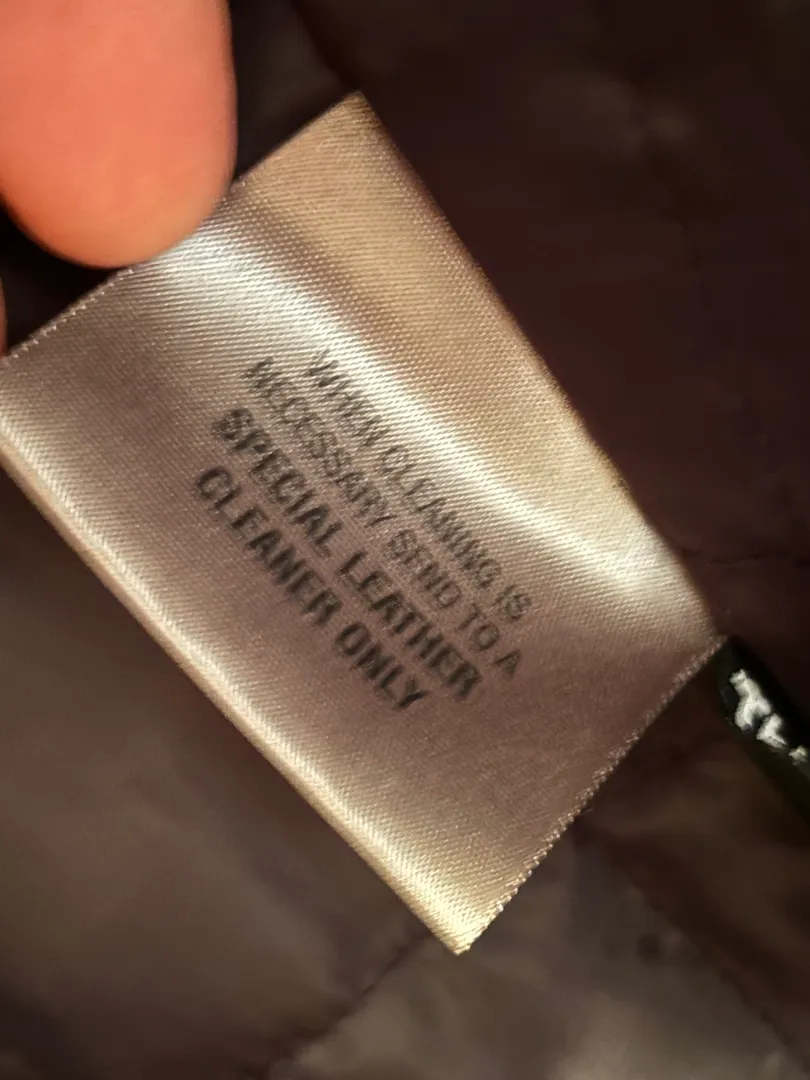 WHEN CLEANING IS
NECESSARY SEND TO A
SPECIAL LEATHER
CLEANER ONLY